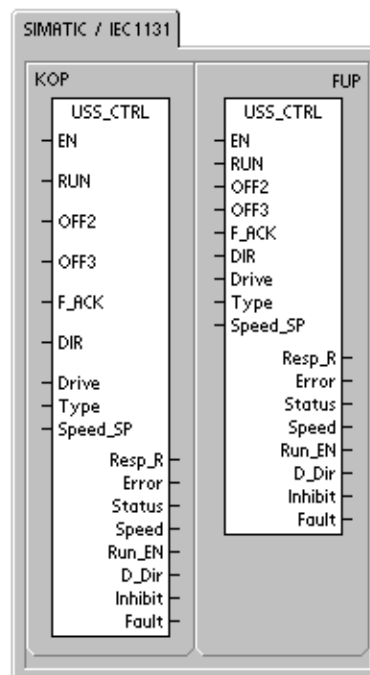 SIMATIC / IEC1131
KOP
USS_CTRL
EN
RUN
OFF2
OFF3
F_ACK
DIR
Drive
Type
Speed_SP
Resp_R
Error
Status
Speed
Run_EN
D_Dir
Inhibit
Fault
FUP
USS_CTRL
EN
RUN
OFF2
OFF3
F_ACK
DIR
Drive
Type
Speed_SP
Resp_R
Error
Status
Speed
Run_EN
D_Dir
Inhibit
Fault